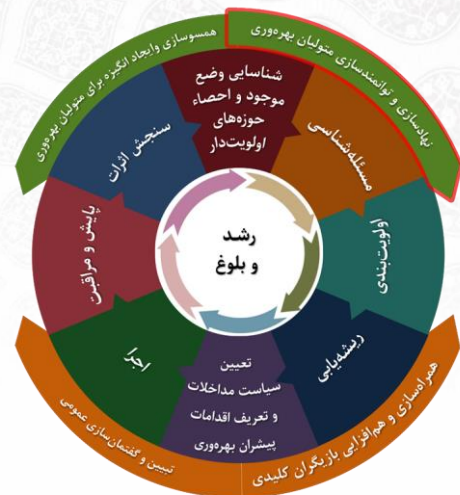 نهادسازی و توانمندسازی متولیان بهره‌وری
همسوسازی وایجاد انگیزه برای متولیان بهره‌وری
شناسایی وضع
موجود و احصاء
حوزه‌های
اولویت‌دار
مسئله‌شناسی
اولویت‌بندی
ریشه‌یابی
تعیین
سیاست مداخلات
و تعریف اقدامات
پیشران بهره‌وری
اجرا
پایش و مراقبت
سنجش اثرات
رشد
و بلوغ
همراه‌سازی و هم‌افزایی بازیگران کلیدی
تبیین و گفتمان‌سازی عمومی